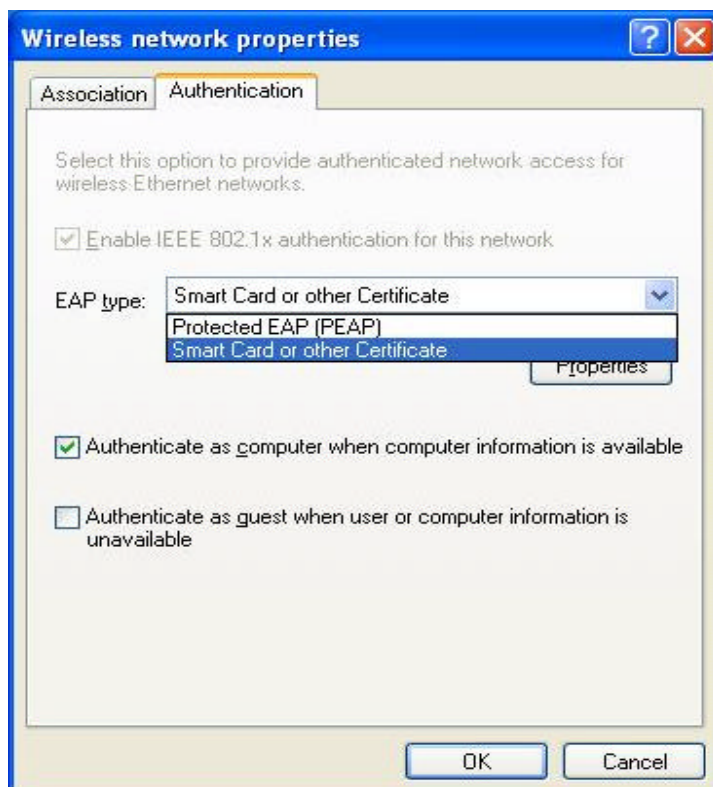 Wireless network properties
Association
Authentication
Select this option to provide authenticated network access for
wireless Ethernet networks.
Enable IEEE 802.1x authentication for this network
EAP type:
Smart Card or other Certificate
Protected EAP (PEAP)
Smart Card or other Certificate
Properties
Authenticate as computer when computer information is available
Authenticate as guest when user or computer information is
unavailable
OK
Cancel